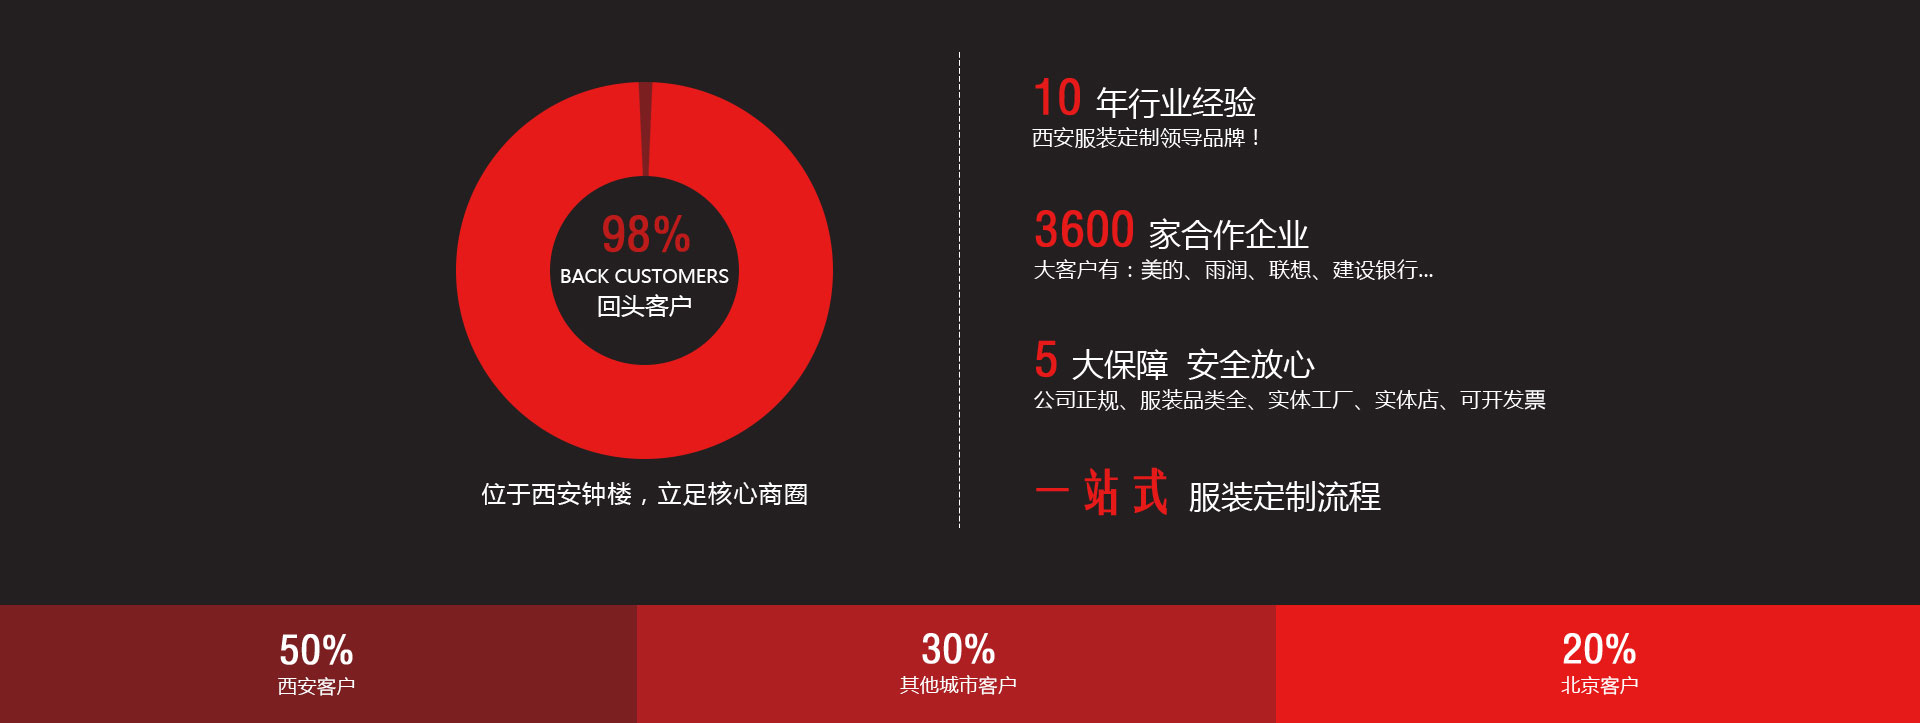 98%
BACK CUSTOMERS
回头客户
位于西安钟楼，立足核心商圈
10 年行业经验
西安服装定制领导品牌！
3600 家合作企业
大客户有：美的、雨润、联想、建设银行...
5 大保障 安全放心
公司正规、服装品类全、实体工厂、实体店、可开发票
一站式 服装定制流程
50%
西安客户
30%
其他城市客户
20%
北京客户